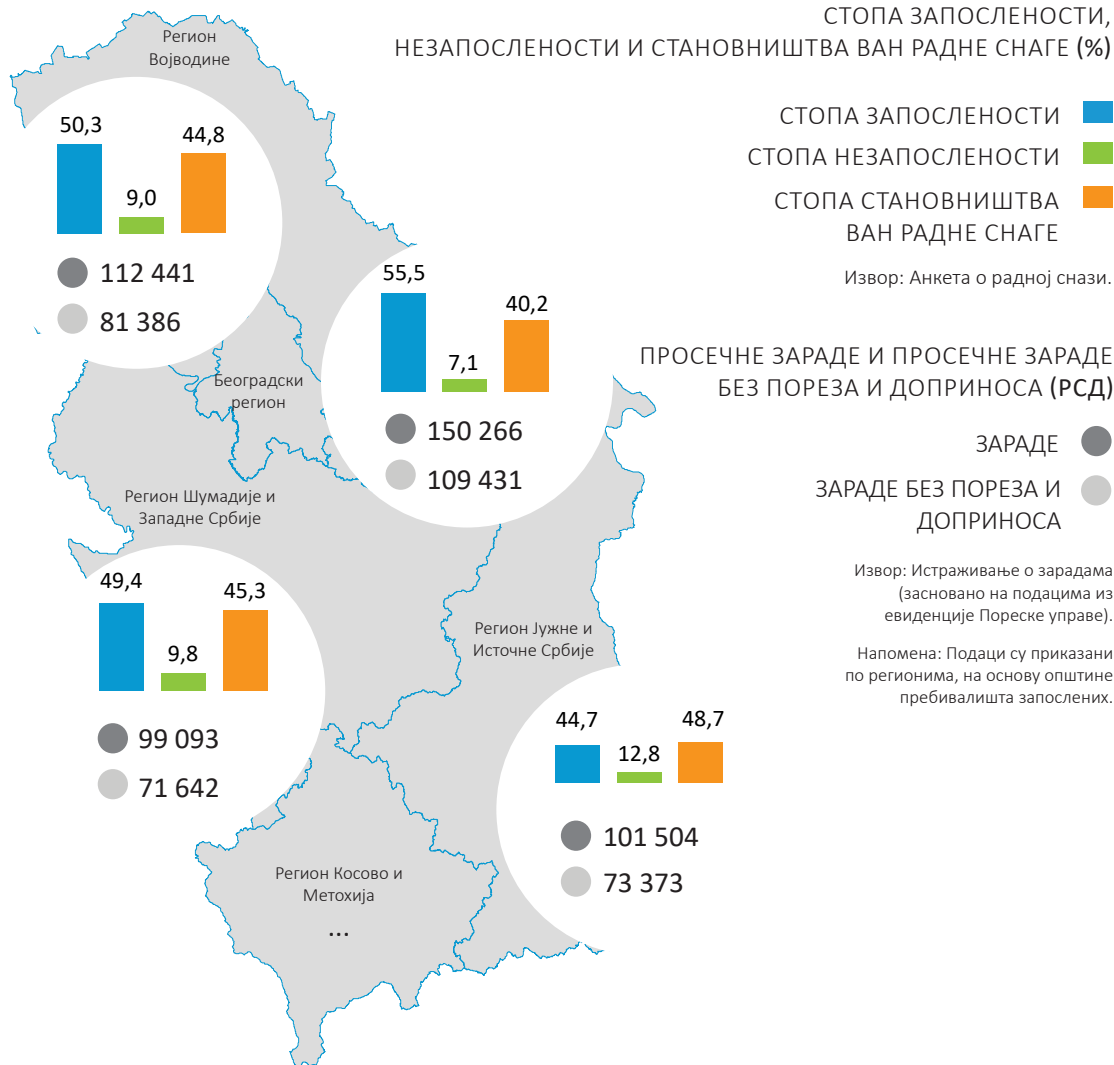 СТОПА ЗАПОСЛЕНОСТИ,
НЕЗАПОСЛЕНОСТИ И СТАНОВНИШТВА ВАН РАДНЕ СНАГЕ (%)
СТОПА ЗАПОСЛЕНОСТИ
СТОПА НЕЗАПОСЛЕНОСТИ
СТОПА СТАНОВНИШТВА
ВАН РАДНЕ СНАГЕ
Извор: Анкета о радној снази.
ПРОСЕЧНЕ ЗАРАДЕ И ПРОСЕЧНЕ ЗАРАДЕ
БЕЗ ПОРЕЗА И ДОПРИНОСА (РСД)
ЗАРАДЕ
ЗАРАДЕ БЕЗ ПОРЕЗА И
ДОПРИНОСА
Извор: Истраживање о зарадама
(засновано на подацима из
евиденције Пореске управе).
Напомена: Подаци су приказани
по регионима, на основу општине
пребивалишта запослених.
Регион
Војводине
50,3
9,0
44,8
112 441
81 386
Београдски
регион
55,5
7,1
40,2
150 266
109 431
Регион Шумадије и
Западне Србије
49,4
9,8
45,3
99 093
71 642
Регион Јужне и
Источне Србије
44,7
12,8
48,7
101 504
73 373
Регион Косово и
Метохија
...